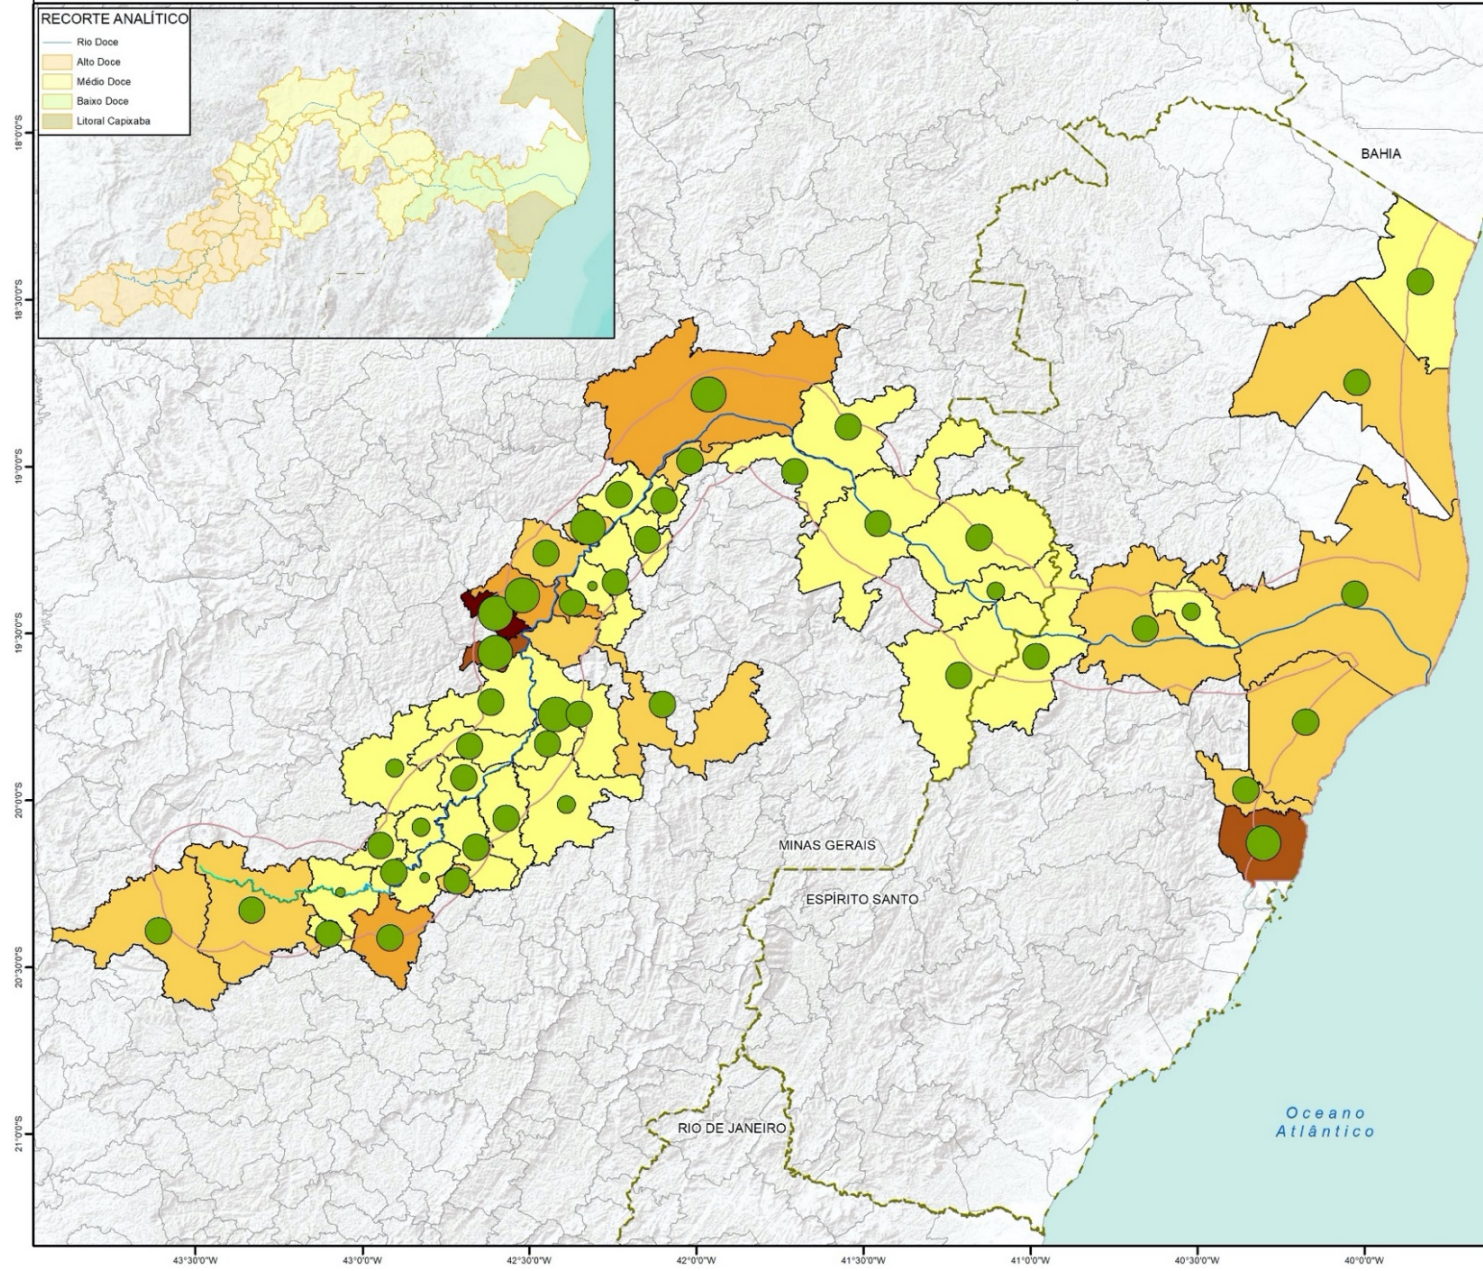 RECORTE ANALÍTICO
Rio Doce
Alto Doce
Médio Doce
Baixo Doce
Litoral Capixaba
BAHIA
MINAS GERAIS
ESPÍRITO SANTO
RIO DE JANEIRO
Oceano
Atlântico
18°0'0"S
18°30'0"S
19°0'0"S
19°30'0"S
20°0'0"S
20°30'0"S
21°0'0"S
43°30'0"W
43°0'0"W
42°30'0"W
42°0'0"W
41°30'0"W
41°0'0"W
40°30'0"W
40°0'0"W